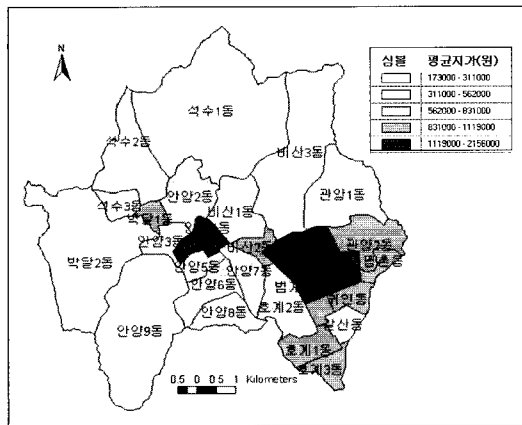 N
심볼 평균지가(원)
173000 - 311000
311000 - 562000
562000 - 831000
831000 - 1119000
1119000 - 2156000
석수1동
석수2동
비산3동
관양1동
안양2동
석수3동
비산1동
박달1동
관양2동
안양3동
비산2동
평촌동
박달2동
안양5동
안양7동
안양6동
범계
귀인동
호계2동
안양8동
갈산동
안양9동
호계1동
호계3동
0.5 0 0.5 1 Kilometers